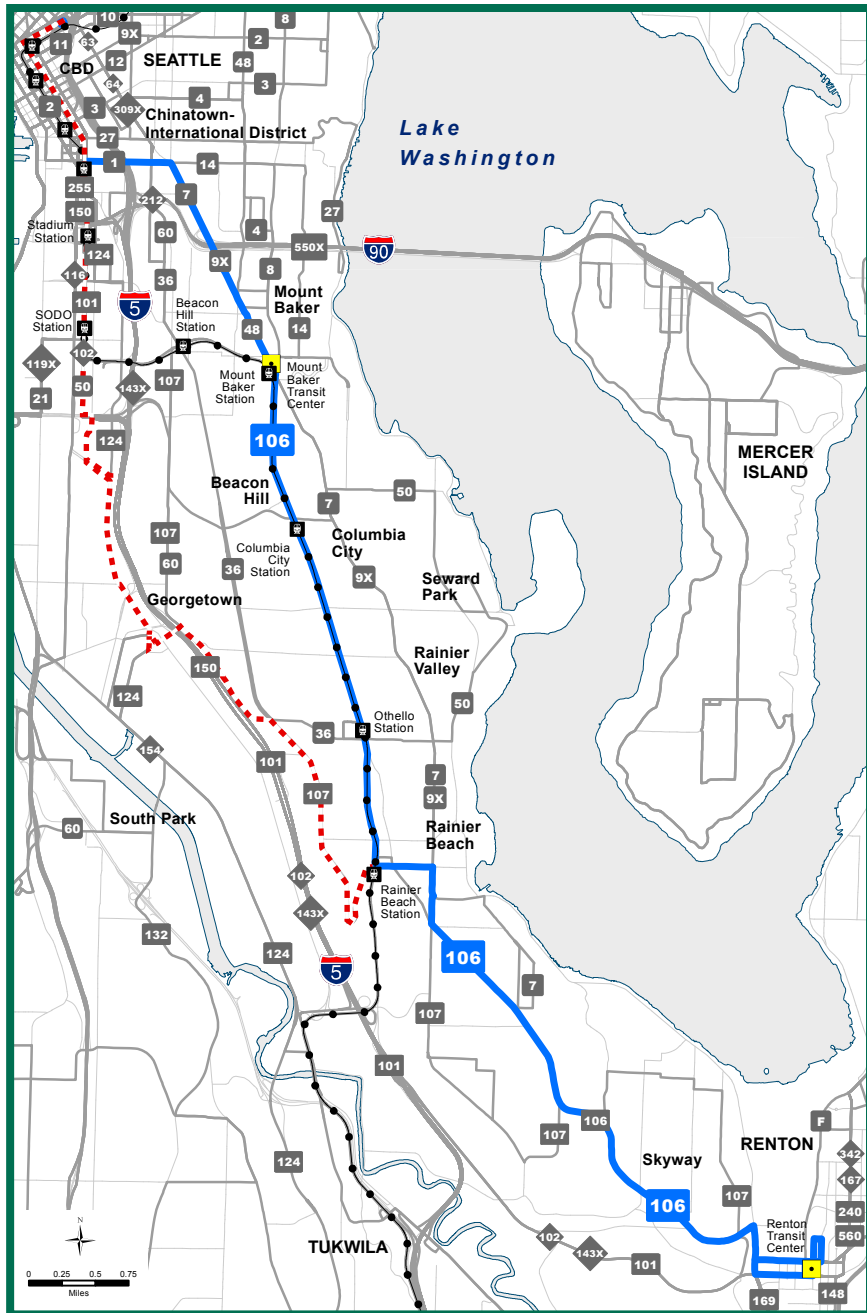 10
8
9X
11
63
2
SEATTLE
12
48
CBD
64
3
4
2
3
309X
Chinatown-
International District
27
Lake
Washington
1
14
255
7
212
150
27
Stadium
Station
60
4
550X
90
124
9X
116
36
8
Mount
Baker
101
5
Beacon
Hill
Station
SODO
Station
48
14
102
119X
Mount
Baker
Station
Mount
Baker
Transit
Center
107
143X
50
21
106
124
MERCER
ISLAND
Beacon
Hill
50
7
107
Columbia
City
Columbia
City
Station
60
36
9X
Seward
Park
Georgetown
Rainier
Valley
150
124
50
Othello
Station
36
154
101
7
107
9X
South Park
60
Rainier
Beach
102
Rainier
Beach
Station
143X
132
124
106
5
7
107
101
106
F
107
RENTON
124
Skyway
342
167
107
106
240
N
Renton
Transit
Center
560
102
TUKWILA
143X
101
0 0.25 0.5 0.75
Miles
169
148